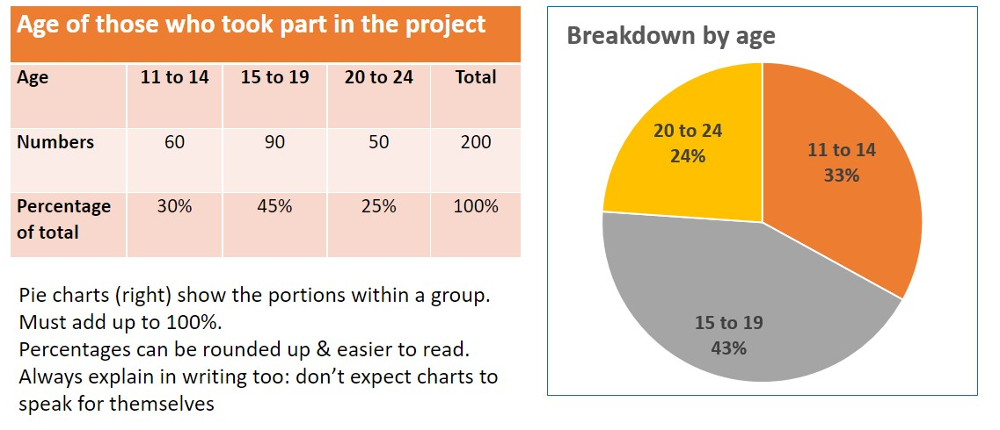 Age of those who took part in the project
Age 11 to 14 15 to 19 20 to 24 Total
Numbers 60 90 50 200
Percentage of total 30% 45% 25% 100%
Pie charts (right) show the portions within a group.
Must add up to 100%.
Percentages can be rounded up & easier to read.
Always explain in writing too: don’t expect charts to
speak for themselves
Breakdown by age
20 to 24
24%
11 to 14
33%
15 to 19
43%